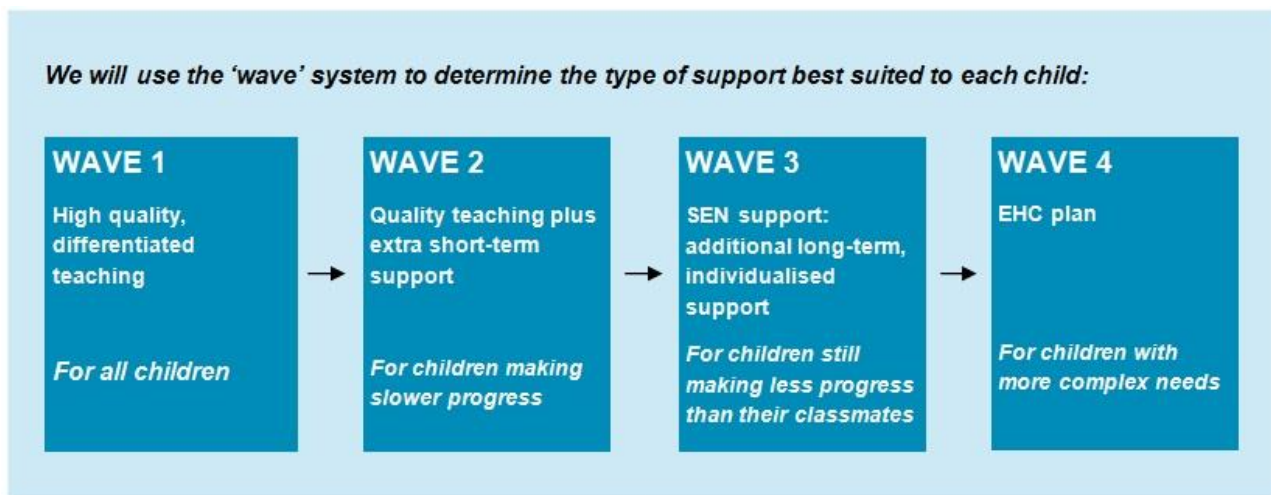 We will use the ‘wave’ system to determine the type of support best suited to each child:
WAVE 1
High quality,
differentiated
teaching
For all children
WAVE 2
Quality teaching plus
extra short-term
support
For children making
slower progress
WAVE 3
SEN support:
additional long-term,
individualised
support
For children still
making less progress
than their classmates
WAVE 4
EHC plan
For children with
more complex needs